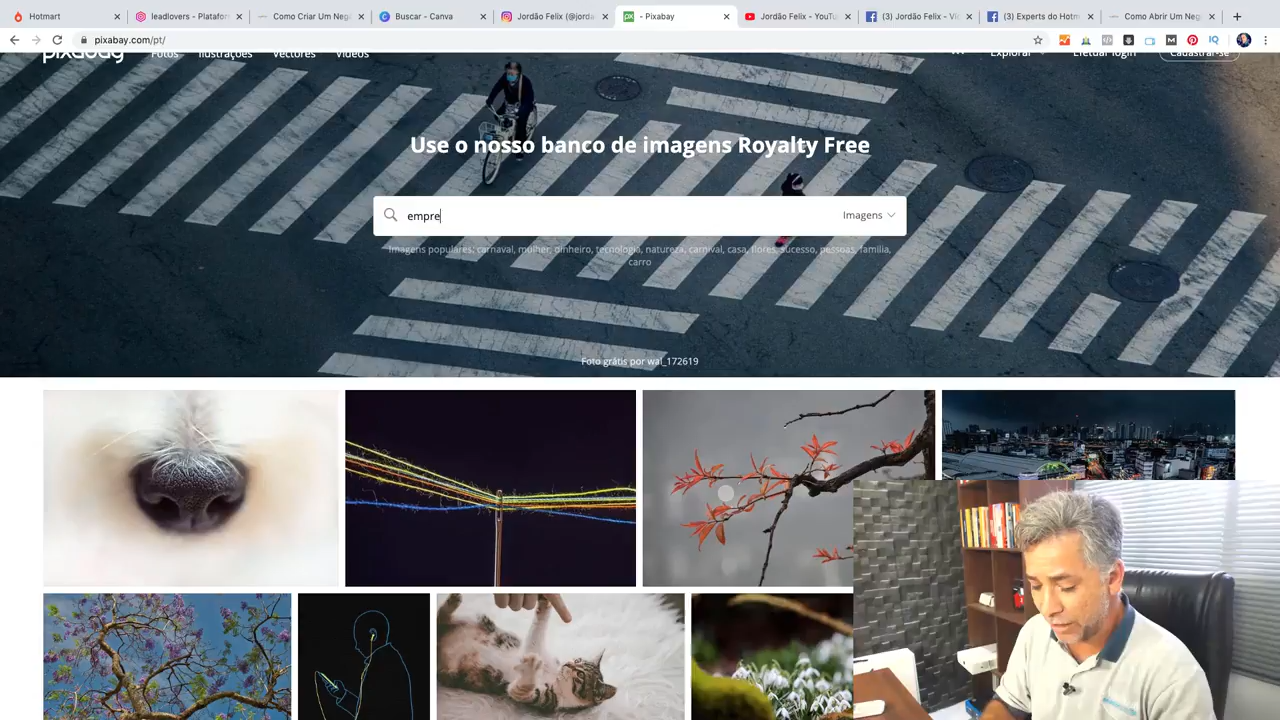 Hotmart
leadlovers - Platafor
Como Criar Um Negó
Buscar - Canva
Jordão Felix (@jorda
- Pixabay
Jordão Felix - YouTu
(3) Jordão Felix - Ví
(3) Experts do Hotm
Como Abrir Um Neg
pixabay.com/pt/
pixabay Fotos Ilustrações Vectores Vídeos Explorar Efetuar login Cadastrar-se
Use o nosso banco de imagens Royalty Free
empre Imagens
Imagens populares: carnaval, mulher, dinheiro, tecnologia, natureza, carnival, casa, flores, sucesso, pessoas, família,
carro
Foto grátis por wal_172619